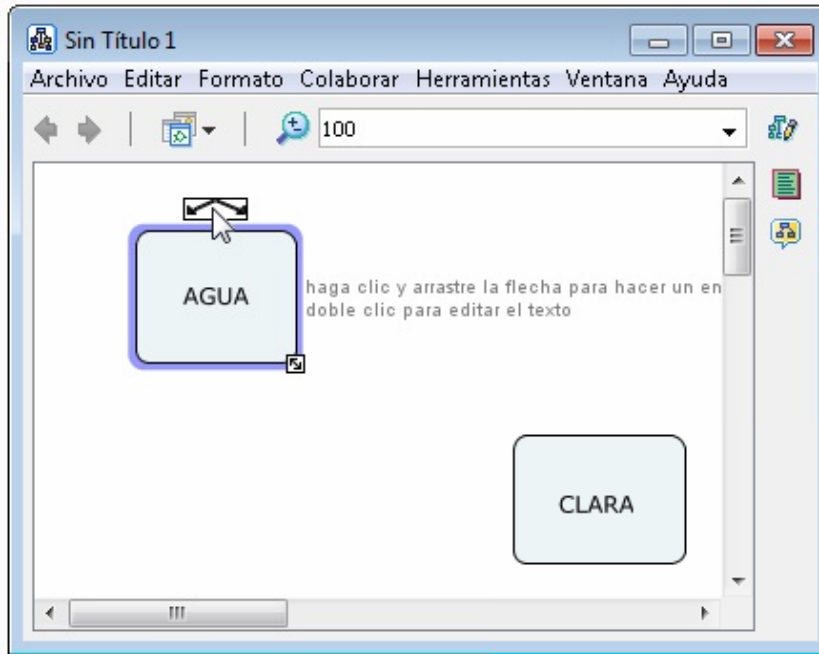 Sin Título 1
Archivo Editar Formato Colaborar Herramientas Ventana Ayuda
100
AGUA
haga clic y arrastre la flecha para hacer un en
doble clic para editar el texto
CLARA